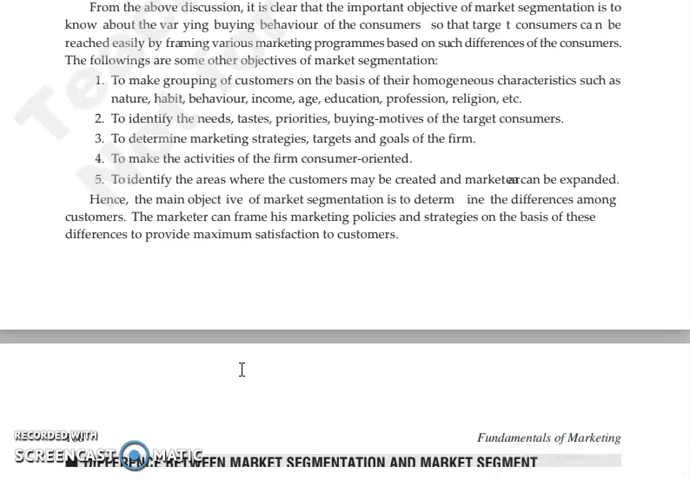 From the above discussion, it is clear that the important objective of market segmentation is to
know about the var ying buying behaviour of the consumers so that targe t consumers ca n be
reached easily by framing various marketing programmes based on such differences of the consumers.
The followings are some other objectives of market segmentation:
1. To make grouping of customers on the basis of their homogeneous characteristics such as
nature, habit, behaviour, income, age, education, profession, religion, etc.
2. To identify the needs, tastes, priorities, buying-motives of the target consumers.
3. To determine marketing strategies, targets and goals of the firm.
4. To make the activities of the firm consumer-oriented.
5. To identify the areas where the customers may be created and market can be expanded.
Hence, the main object ive of market segmentation is to determ ine the differences among
customers. The marketer can frame his marketing policies and strategies on the basis of these
differences to provide maximum satisfaction to customers.
Fundamentals of Marketing
RECORDED WITH
SCREENCAST MATIC
DIFFERENCE BETWEEN MARKET SEGMENTATION AND MARKET SEGMENT